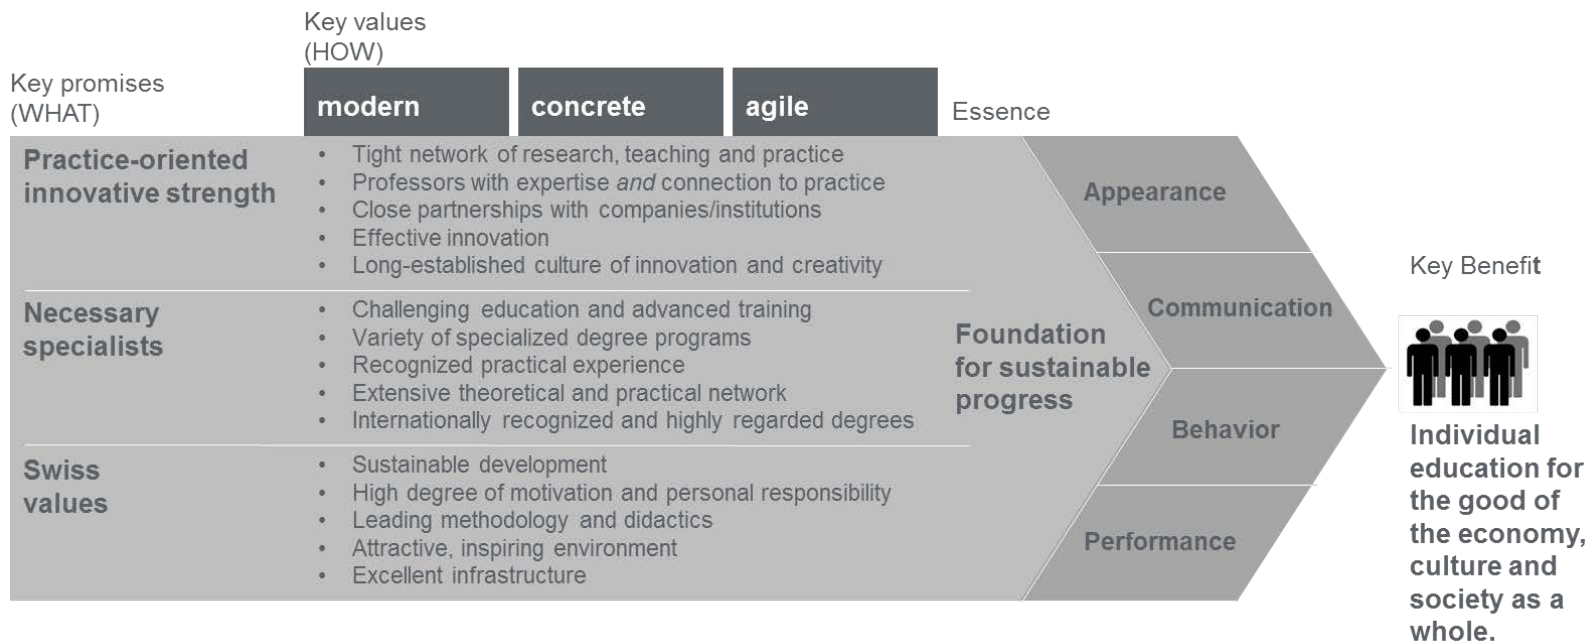 Key values
(HOW)
Key promises
(WHAT)
modern
concrete
agile
Essence
Practice-oriented
innovative strength
• Tight network of research, teaching and practice
• Professors with expertise and connection to practice
• Close partnerships with companies/institutions
• Effective innovation
• Long-established culture of innovation and creativity
Necessary
specialists
• Challenging education and advanced training
• Variety of specialized degree programs
• Recognized practical experience
• Extensive theoretical and practical network
• Internationally recognized and highly regarded degrees
Swiss
values
• Sustainable development
• High degree of motivation and personal responsibility
• Leading methodology and didactics
• Attractive, inspiring environment
• Excellent infrastructure
Foundation
for sustainable
progress
Appearance
Communication
Behavior
Performance
Key Benefit
Individual
education for
the good of
the economy,
culture and
society as a
whole.